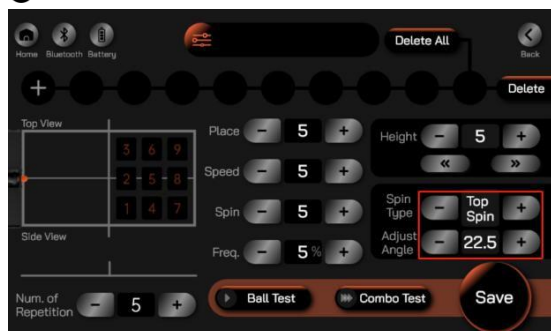 Home Bluetooth Battery
Delete All
Back
+
Delete
Top View
3 6 9
2 5 8
1 4 7
Side View
Place - 5 +
Speed - 5 +
Spin - 5 +
Freq. - 5 % +
Height - 5 +
« »
Spin Type - Top Spin +
Adjust Angle - 22.5 +
Num. of Repetition - 5 +
Ball Test
Combo Test
Save